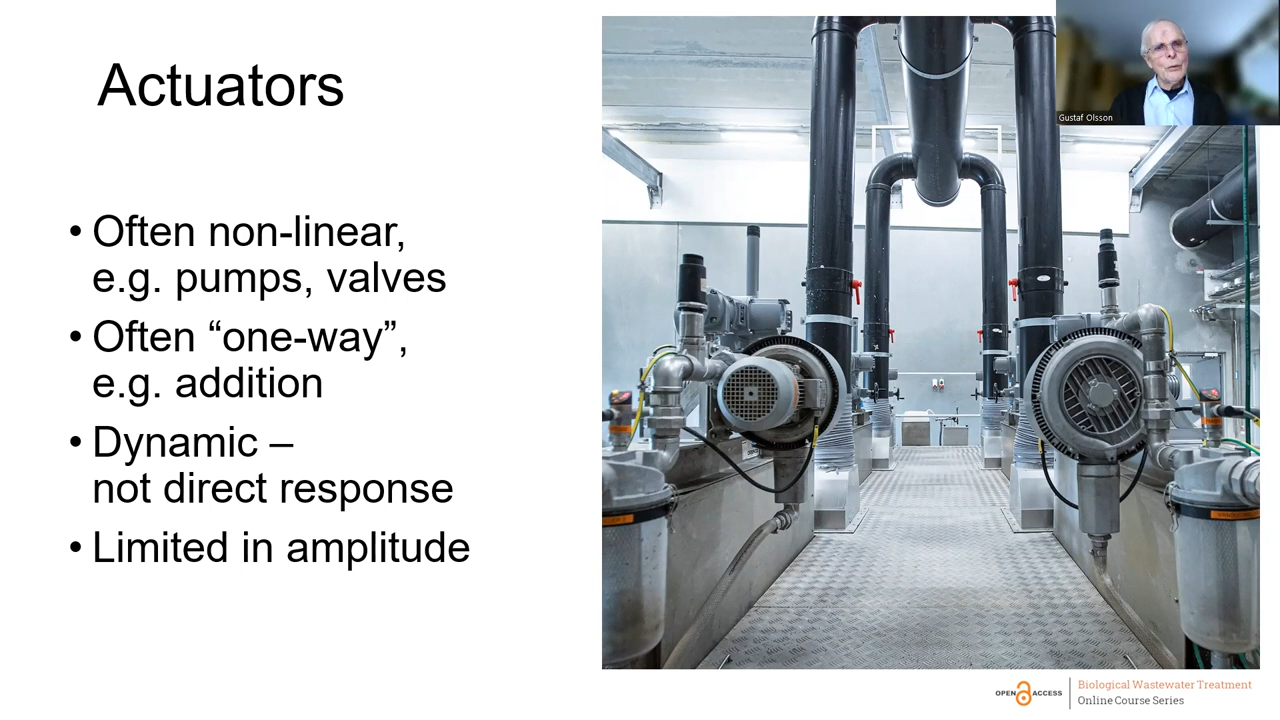 Actuators
• Often non-linear,
e.g. pumps, valves
• Often “one-way”,
e.g. addition
• Dynamic –
not direct response
• Limited in amplitude
Gustaf Olsson
OPEN ACCESS
Biological Wastewater Treatment
Online Course Series